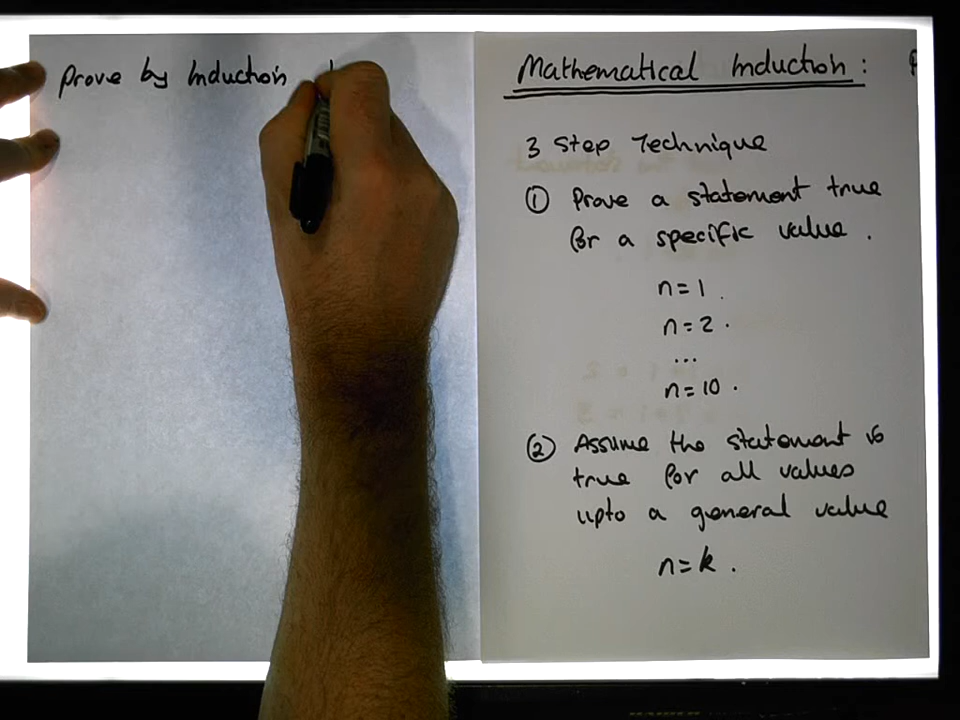 Prove by Induction
Mathematical Induction :
3 Step Technique
① Prove a statement true
for a specific value .
n = 1 .
n = 2 .
...
n = 10 .
② Assume the statement is
true for all values
upto a general value
n = k .